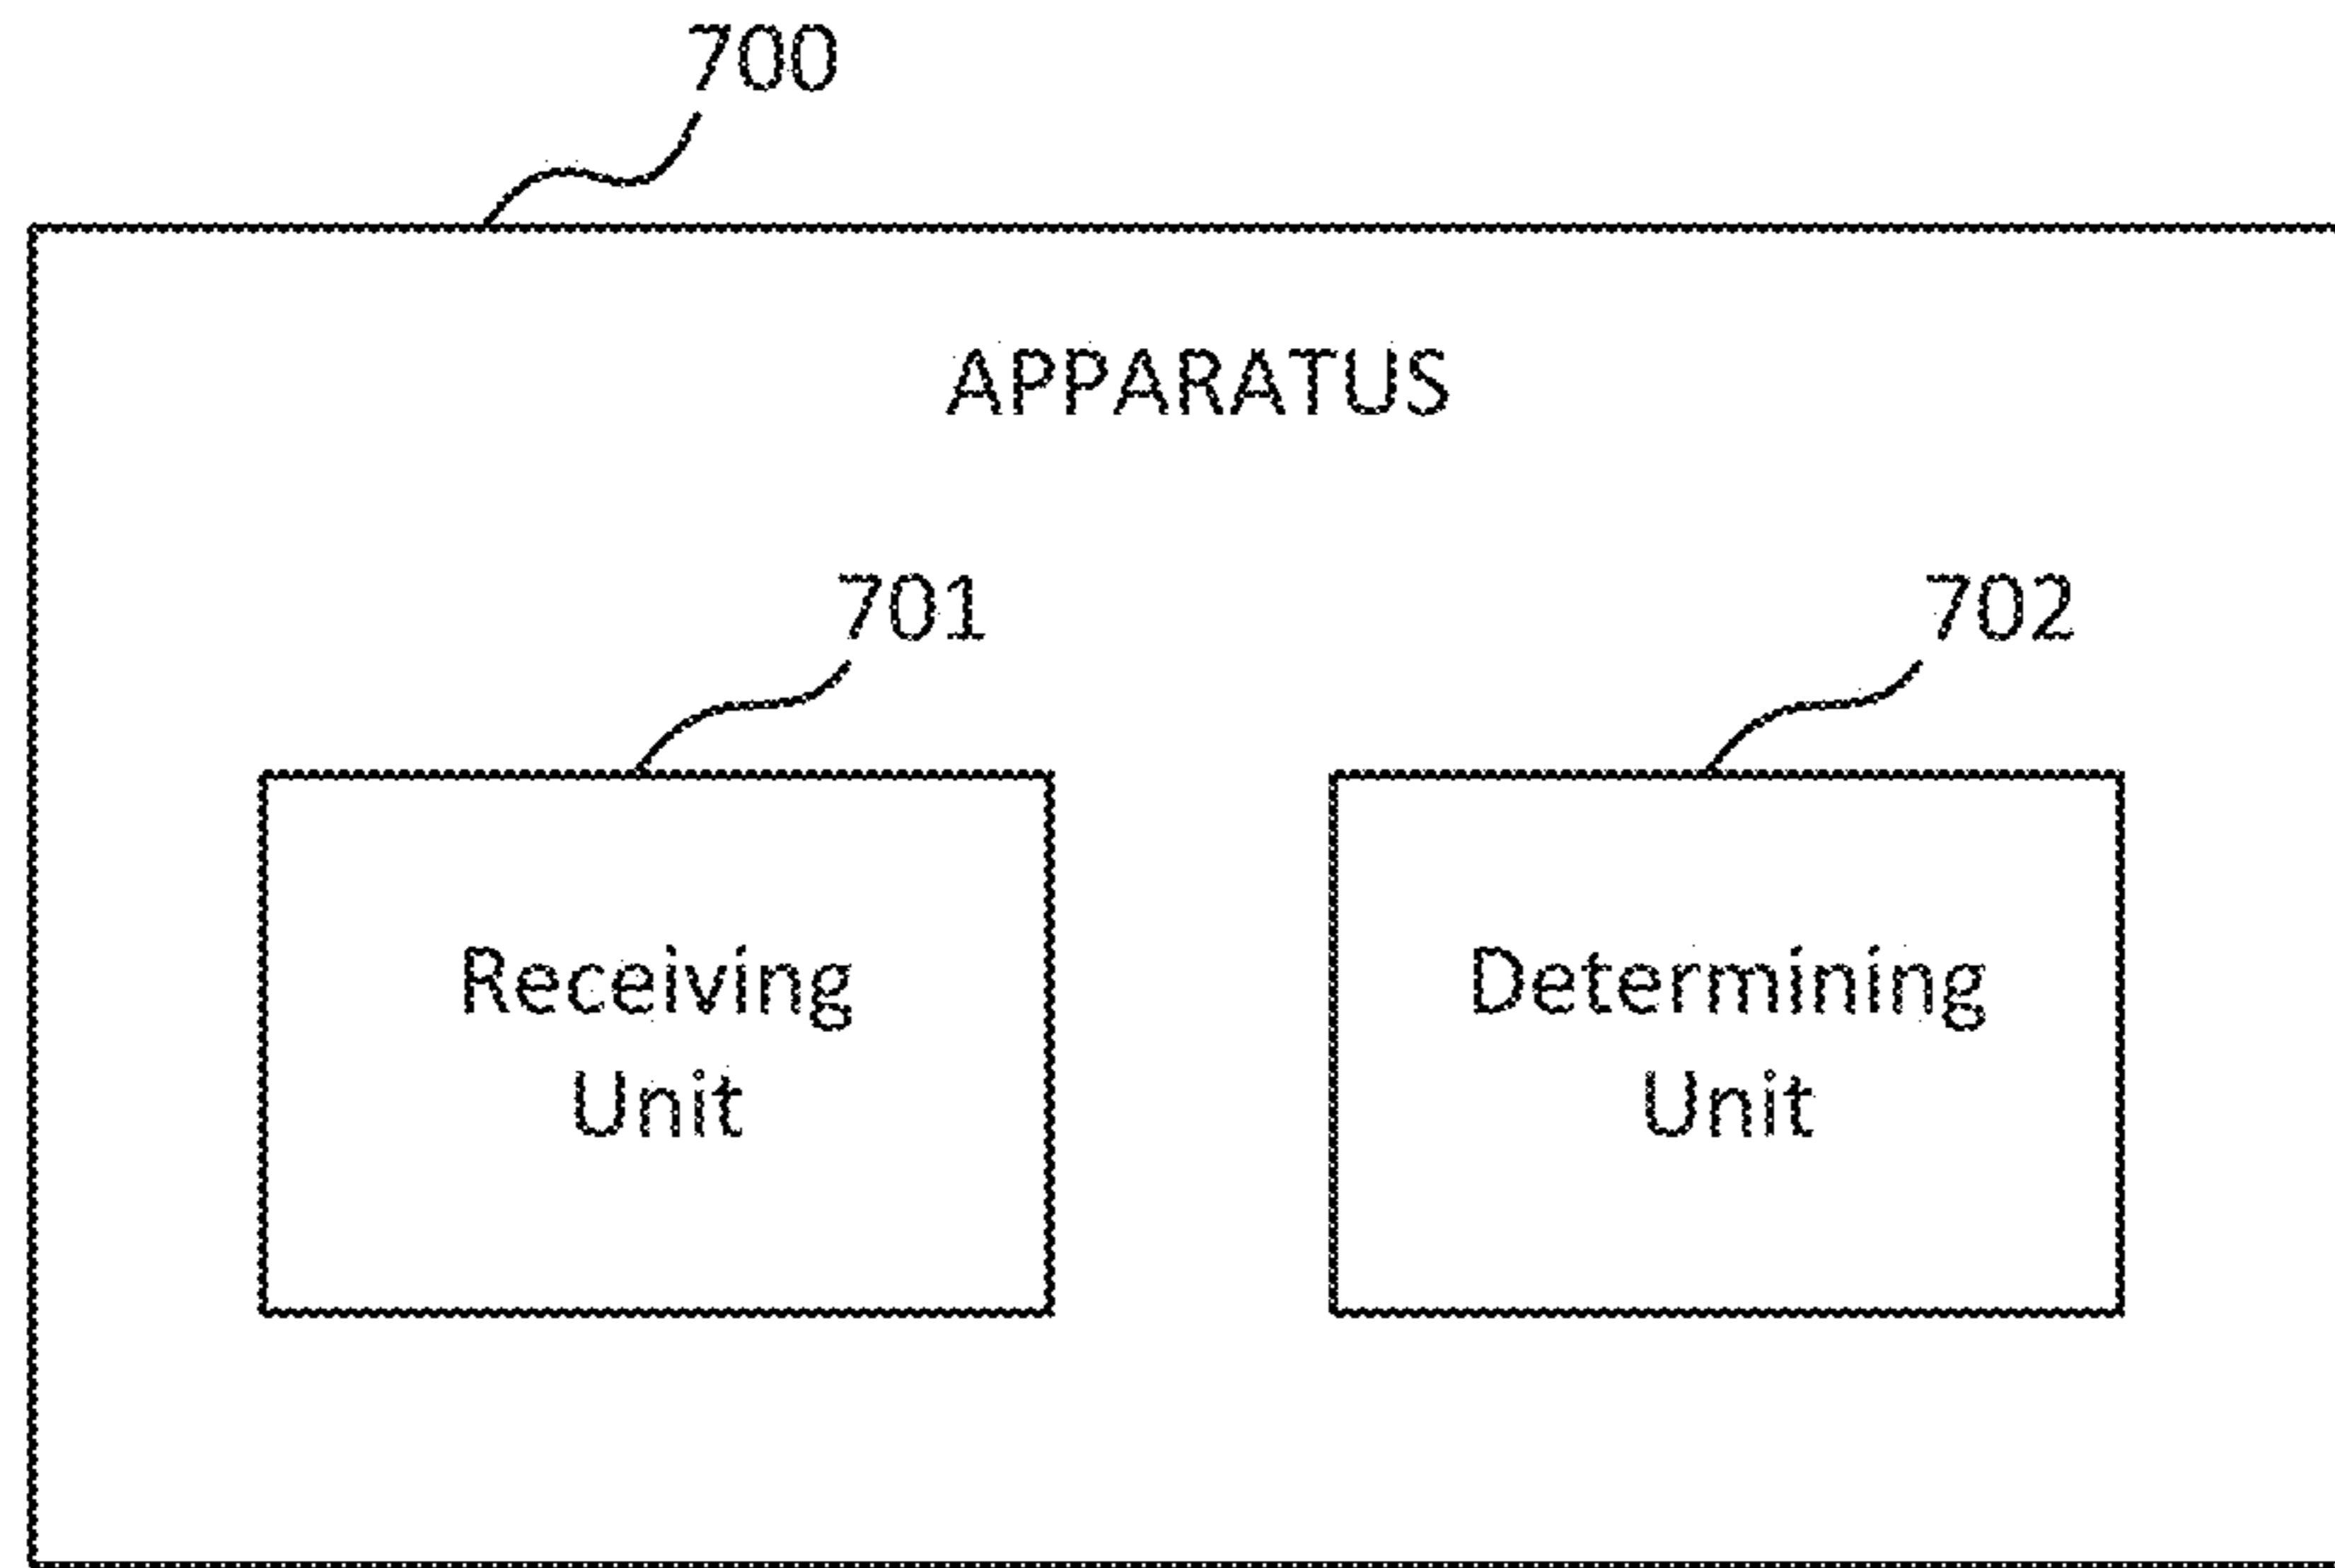 700
APPARATUS
701
702
Receiving
Unit
Determining
Unit